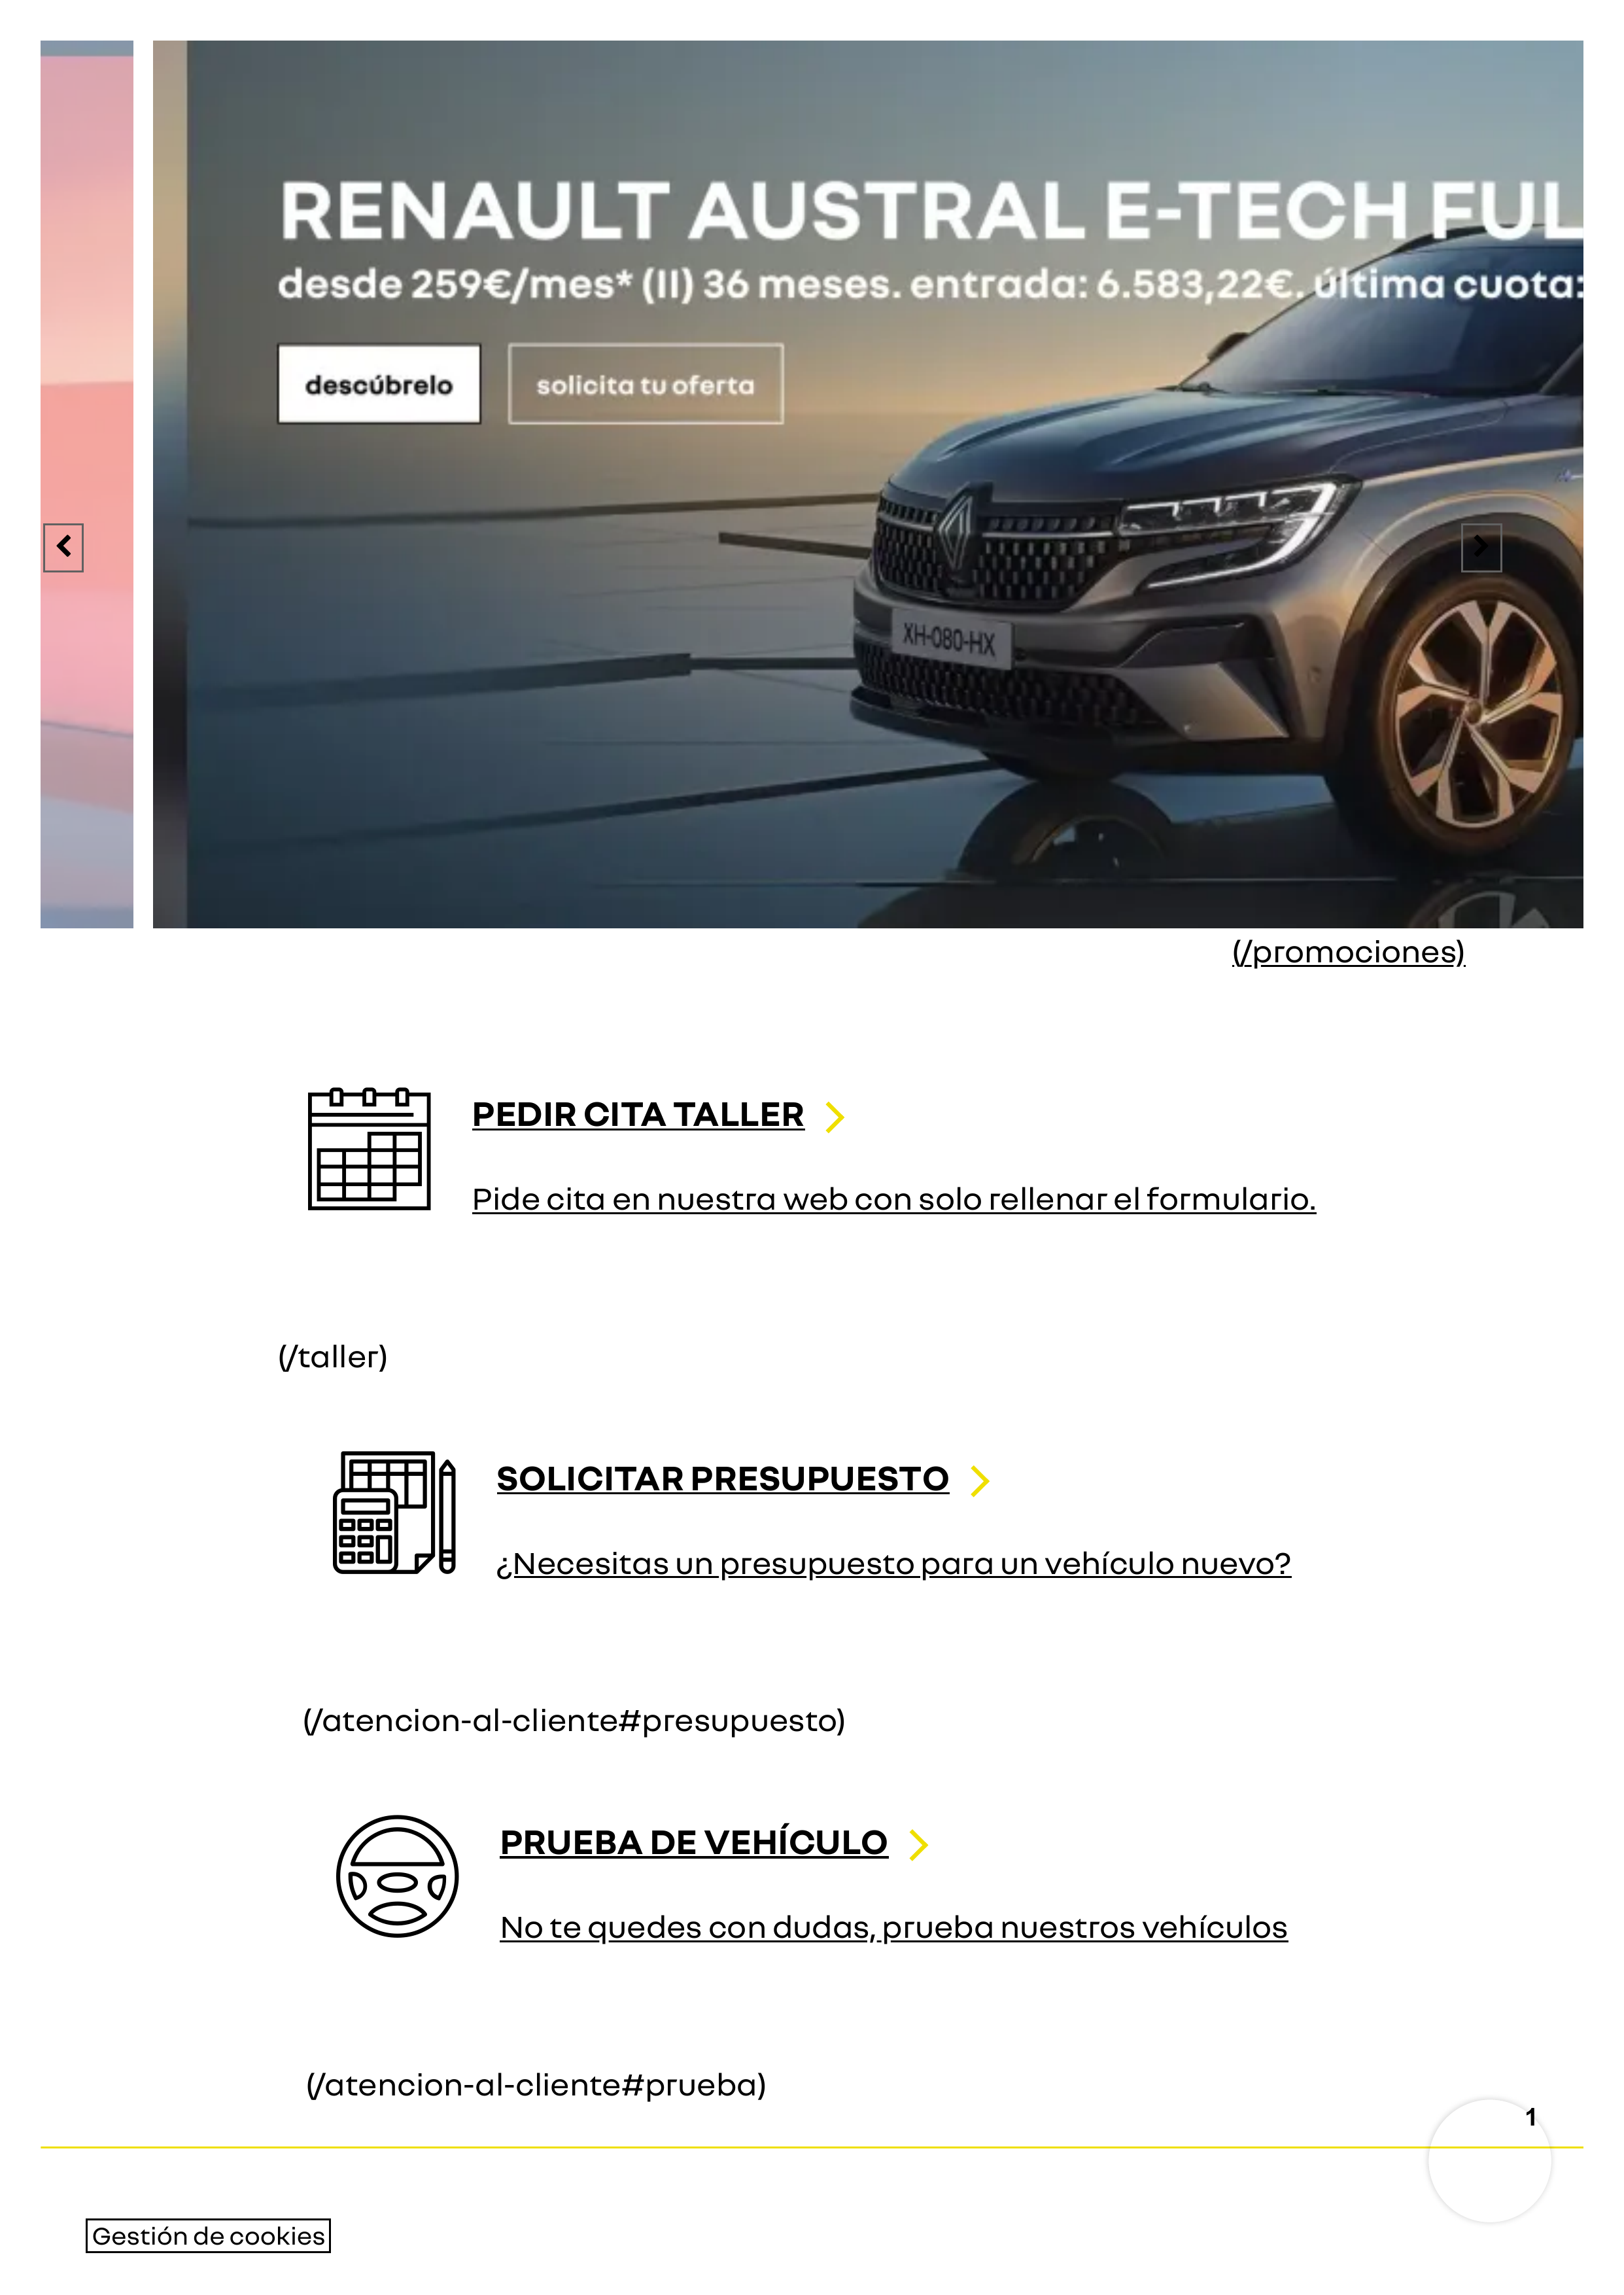 RENAULT AUSTRAL E-TECH FUL
desde 259€/mes* (II) 36 meses. entrada: 6.583,22€. última cuota:
descúbrelo
solicita tu oferta
XH-080-HX
(/promociones)
PEDIR CITA TALLER
Pide cita en nuestra web con solo rellenar el formulario.
(/taller)
SOLICITAR PRESUPUESTO
¿Necesitas un presupuesto para un vehículo nuevo?
(/atencion-al-cliente#presupuesto)
PRUEBA DE VEHÍCULO
No te quedes con dudas, prueba nuestros vehículos
(/atencion-al-cliente#prueba)
1
Gestión de cookies